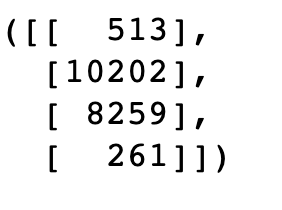 ([[   513],
  [10202],
  [ 8259],
  [   261]])